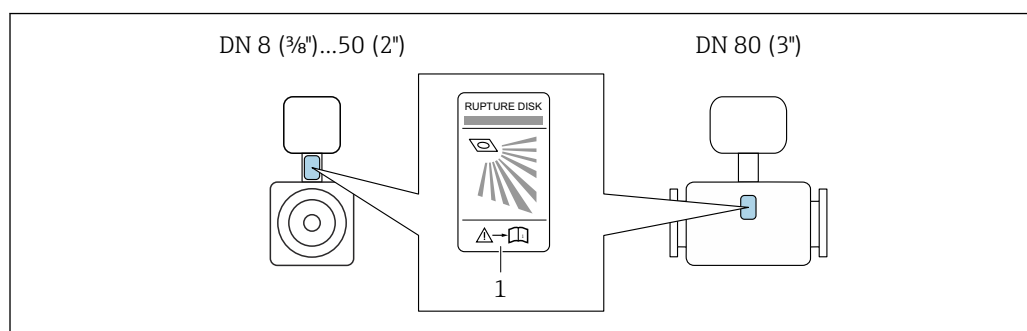 DN 8 (⅜")...50 (2")
DN 80 (3")
RUPTURE DISK
1